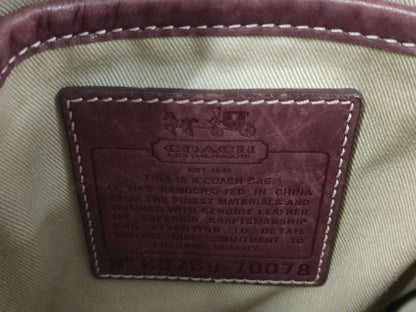 COACH
LEATHERWARE
EST. 1941
THIS IS A COACH BAG.
IT WAS HANDCRAFTED IN CHINA
FROM THE FINEST MATERIALS AND
TRIMMED WITH GENUINE LEATHER.
ITS SUPERIOR CRAFTSMANSHIP
AND ATTENTION TO DETAIL
REFLECT OUR COMMITMENT TO
ENDURING QUALITY.
Nº H0769-70078